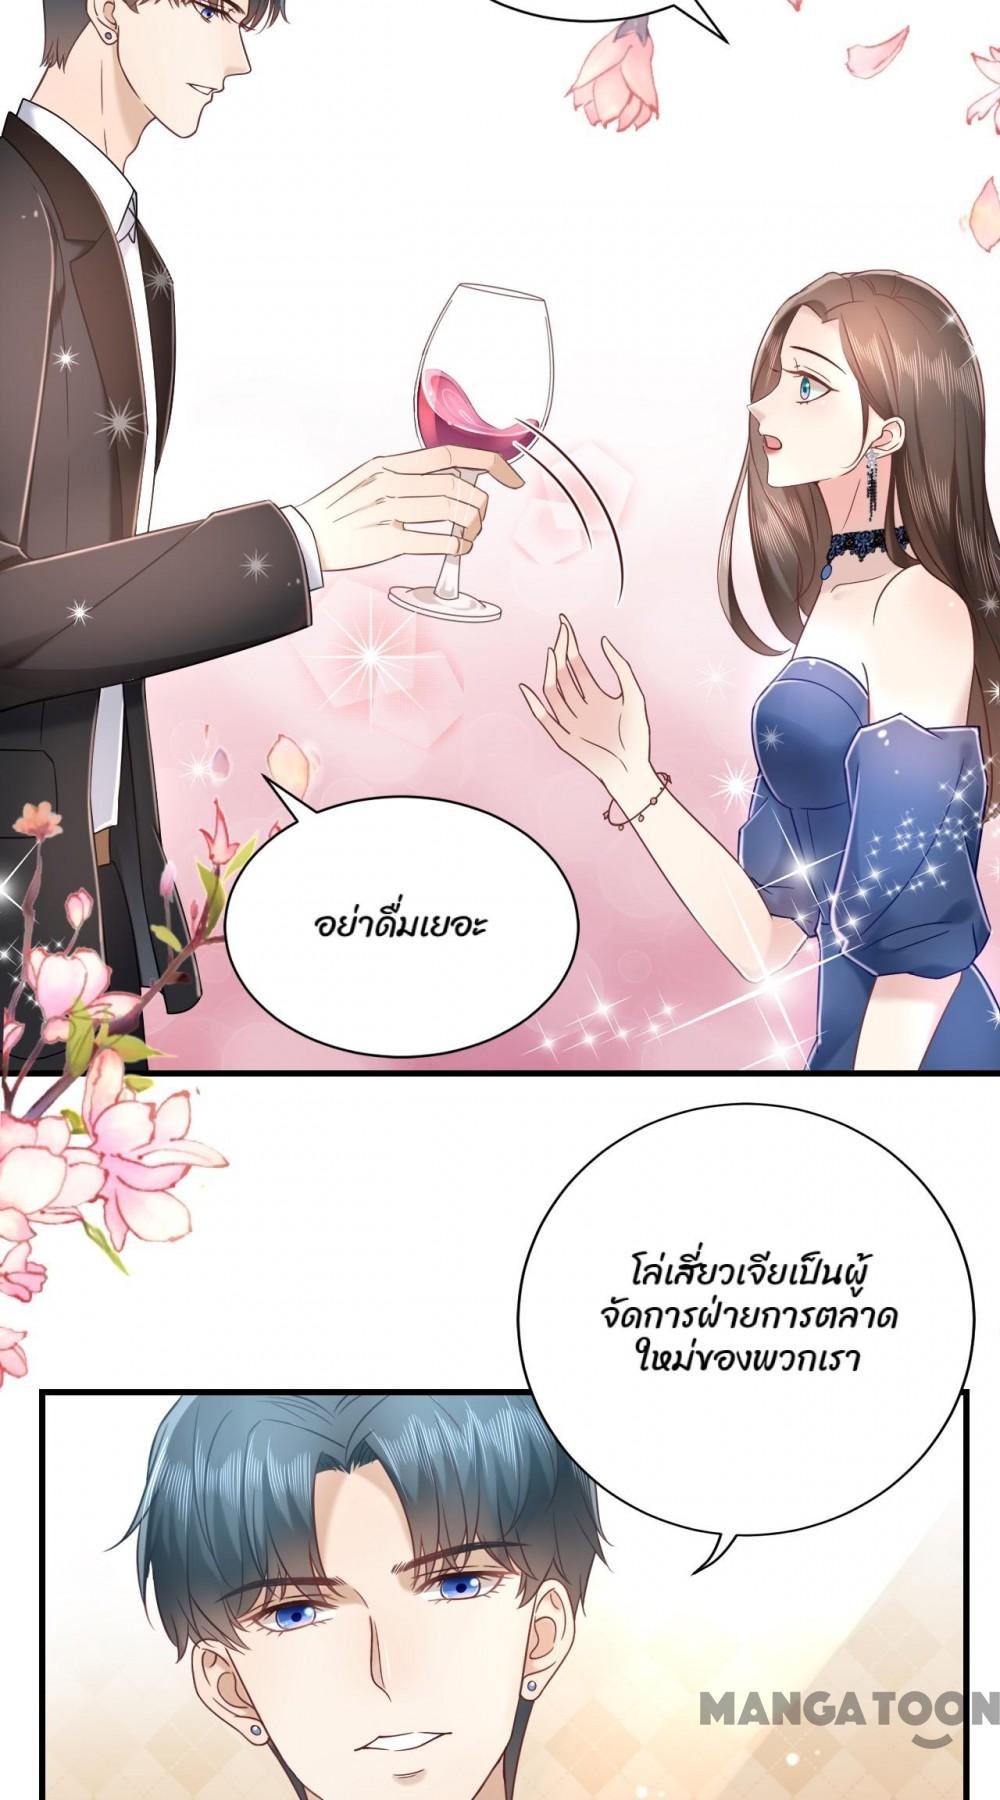 อย่าดื่มเยอะ
โล่เสี่ยวเจียเป็นผู้
จัดการฝ่ายการตลาด
ใหม่ของพวกเรา
MANGATOON